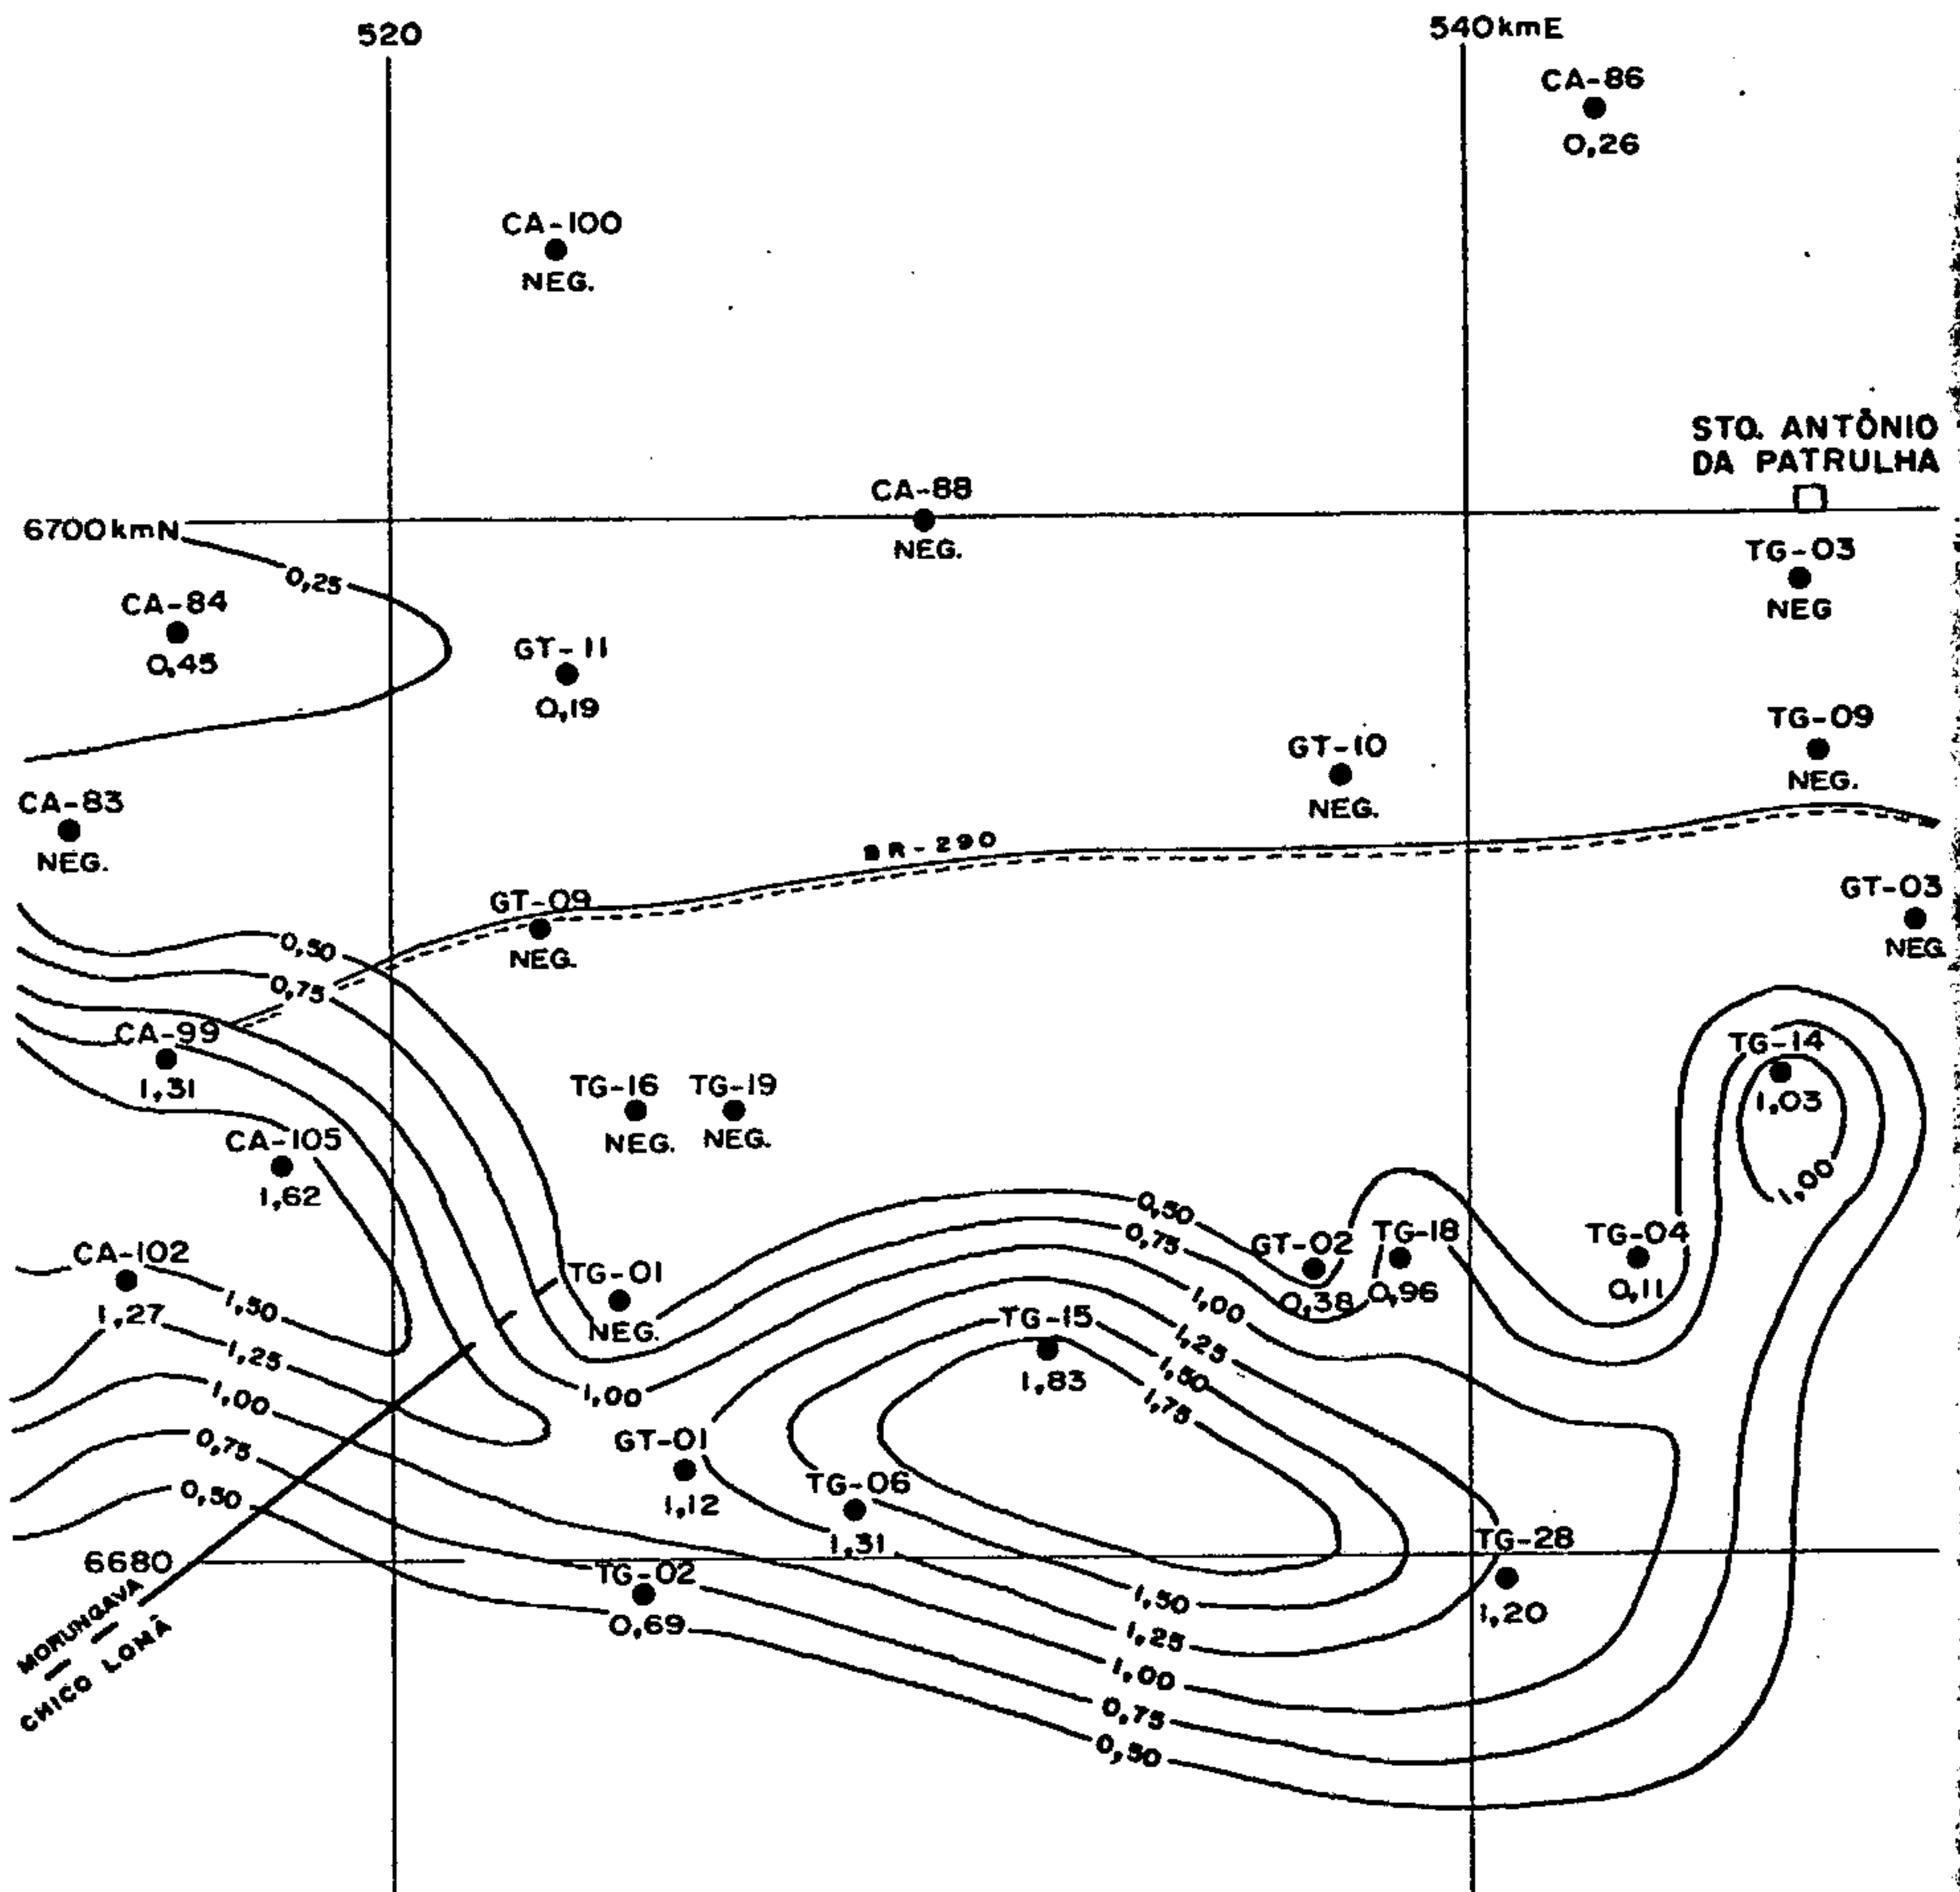 520
540 kmE
CA-86
0,26
CA-100
NEG.
STO. ANTÔNIO
DA PATRULHA
CA-88
6700 kmN
NEG.
TG-03
NEG
0,25
CA-84
0,45
GT-11
0,19
TG-09
NEG.
GT-10
NEG.
CA-83
NEG.
BR-290
GT-03
NEG.
GT-09
NEG.
0,50
0,75
CA-99
1,31
TG-14
1,03
1,00
TG-16
NEG.
TG-19
NEG.
CA-105
1,62
0,50
0,75
1,00
1,25
1,50
1,75
GT-02
0,38
TG-18
0,96
TG-04
0,11
CA-102
1,27
1,50
1,25
1,00
0,75
0,50
TG-01
NEG.
1,00
TG-15
1,83
GT-01
1,12
TG-06
1,31
6680
TG-28
1,20
TG-02
0,69
1,50
1,25
1,00
0,75
0,50
MORUNGAVA
CHICO LOMÃ